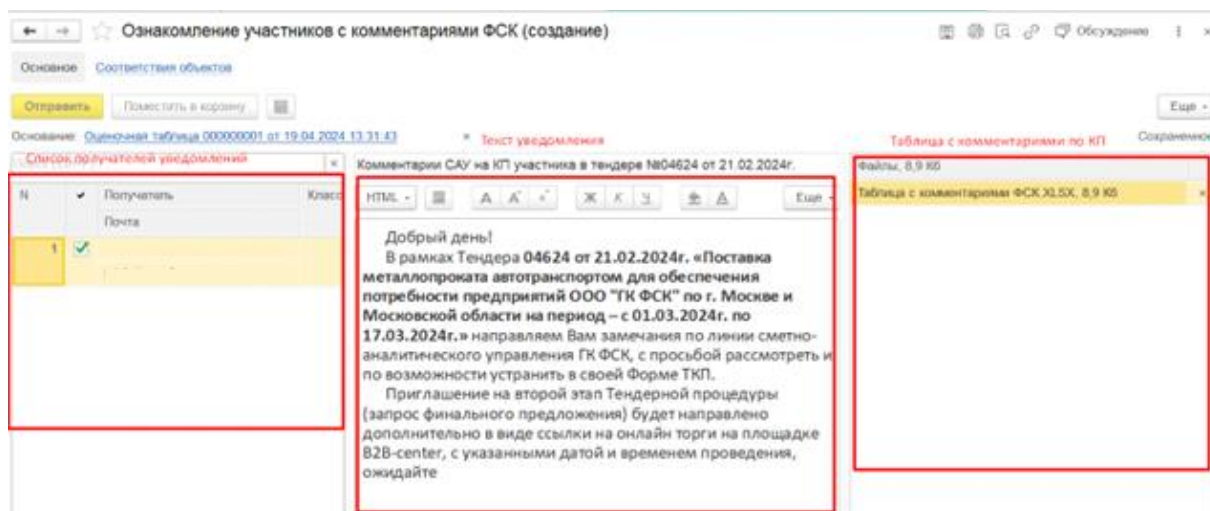 Ознакомление участников с комментариями ФСК (создание)
Обсуждение
Основное Соответствия объектов
Отправить Поместить в корзину Еще
Основание: Оценочная таблица 000000001 от 19.04.2024 13:31:43
Текст уведомления
Таблица с комментариями по КП
Список получателей уведомлений
N Получатель
Почта
1
Комментарии САУ на КП участника в тендере №04624 от 21.02.2024г.
HTML Ж К Ч Еще
Добрый день!
В рамках Тендера 04624 от 21.02.2024г. «Поставка
металлопроката автотранспортом для обеспечения
потребности предприятий ООО "ГК ФСК" по г. Москве и
Московской области на период – с 01.03.2024г. по
17.03.2024г.» направляем Вам замечания по линии сметно-
аналитического управления ГК ФСК, с просьбой рассмотреть и
по возможности устранить в своей Форме ТКП.
Приглашение на второй этап Тендерной процедуры
(запрос финального предложения) будет направлено
дополнительно в виде ссылки на онлайн торги на площадке
B2B-center, с указанными датой и временем проведения,
ожидайте
Файлы, 8,9 Кб
Таблица с комментариями ФСК XLSX, 8,9 Кб